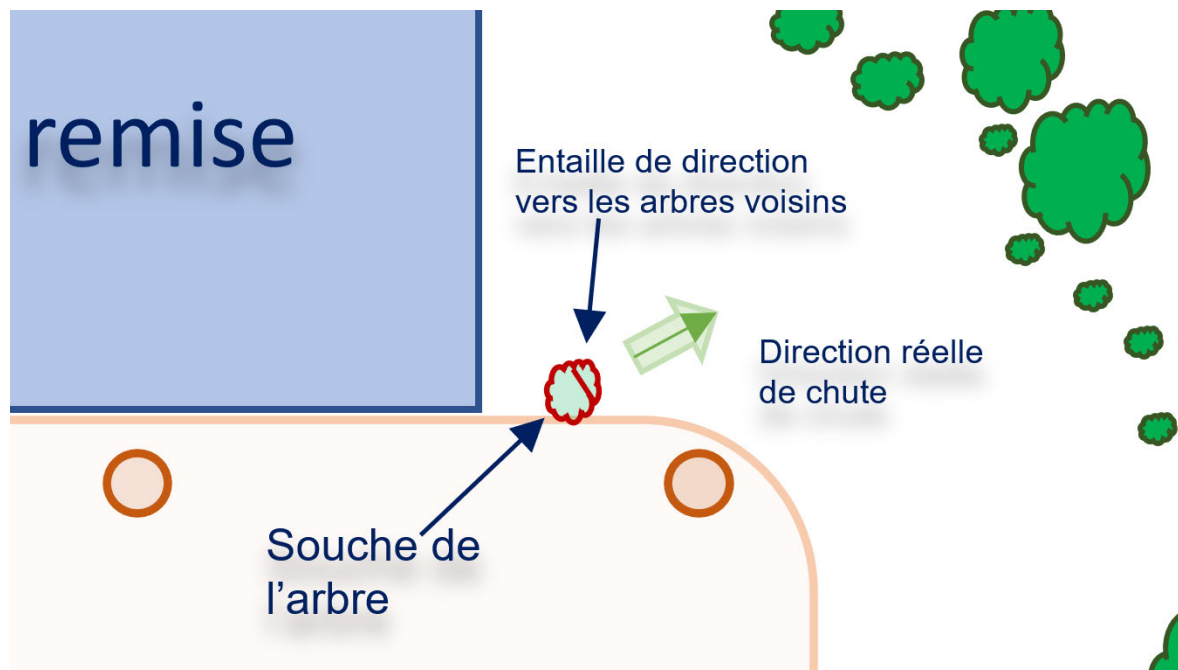 remise
Entaille de direction
vers les arbres voisins
Direction réelle
de chute
Souche de
l’arbre